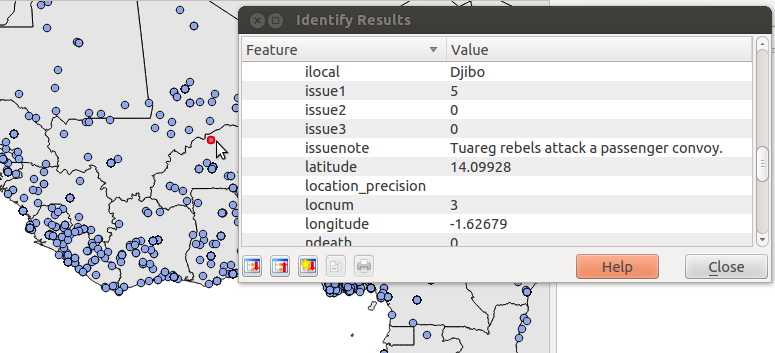 Identify Results
Feature Value
ilocal Djibo
issue1 5
issue2 0
issue3 0
issuenote Tuareg rebels attack a passenger convoy.
latitude 14.09928
location_precision
locnum 3
longitude -1.62679
ndeath 0
Help Close